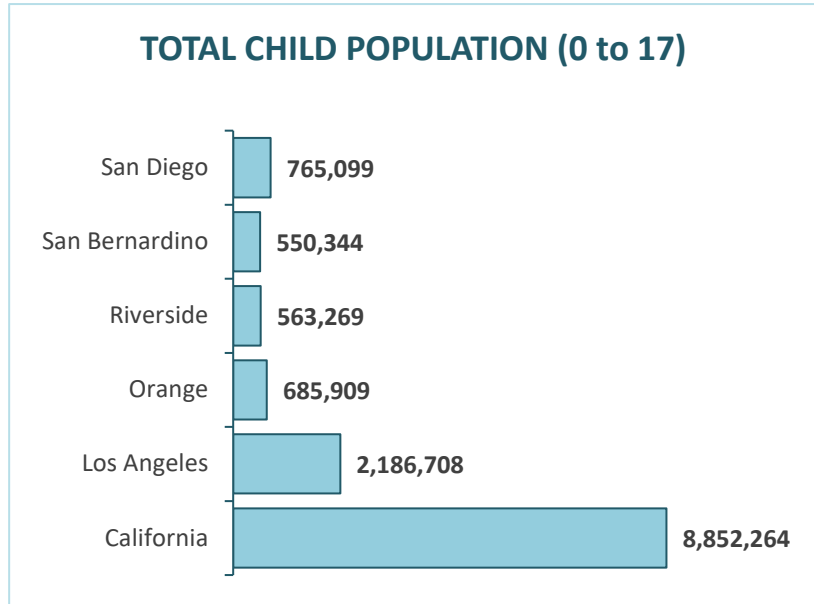 TOTAL CHILD POPULATION (0 to 17)
San Diego 765,099
San Bernardino 550,344
Riverside 563,269
Orange 685,909
Los Angeles 2,186,708
California 8,852,264